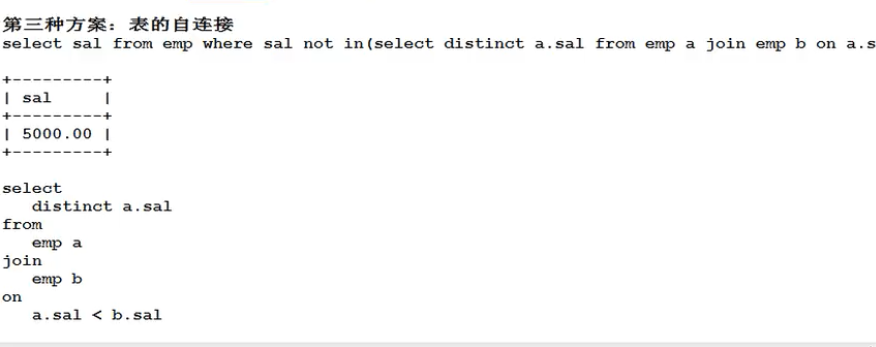 第三种方案：表的自连接
select sal from emp where sal not in(select distinct a.sal from emp a join emp b on a.s
+---------+
| sal     |
+---------+
| 5000.00 |
+---------+
select
   distinct a.sal
from
   emp a
join
   emp b
on
   a.sal < b.sal